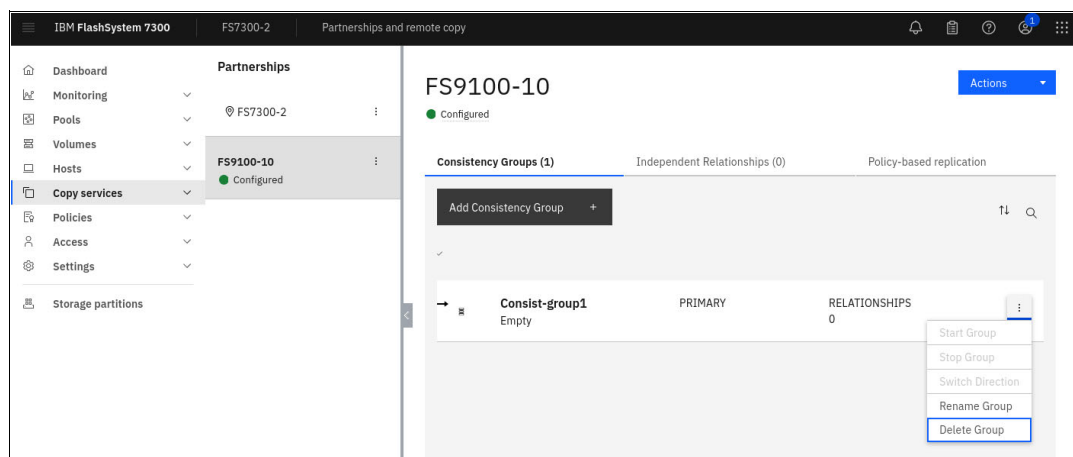 IBM FlashSystem 7300 FS7300-2 Partnerships and remote copy 1
Dashboard
Monitoring
Pools
Volumes
Hosts
Copy services
Policies
Access
Settings
Storage partitions
Partnerships
FS7300-2
FS9100-10
Configured
FS9100-10
Configured
Actions
Consistency Groups (1) Independent Relationships (0) Policy-based replication
Add Consistency Group +
Consist-group1 PRIMARY RELATIONSHIPS
Empty 0
Start Group
Stop Group
Switch Direction
Rename Group
Delete Group